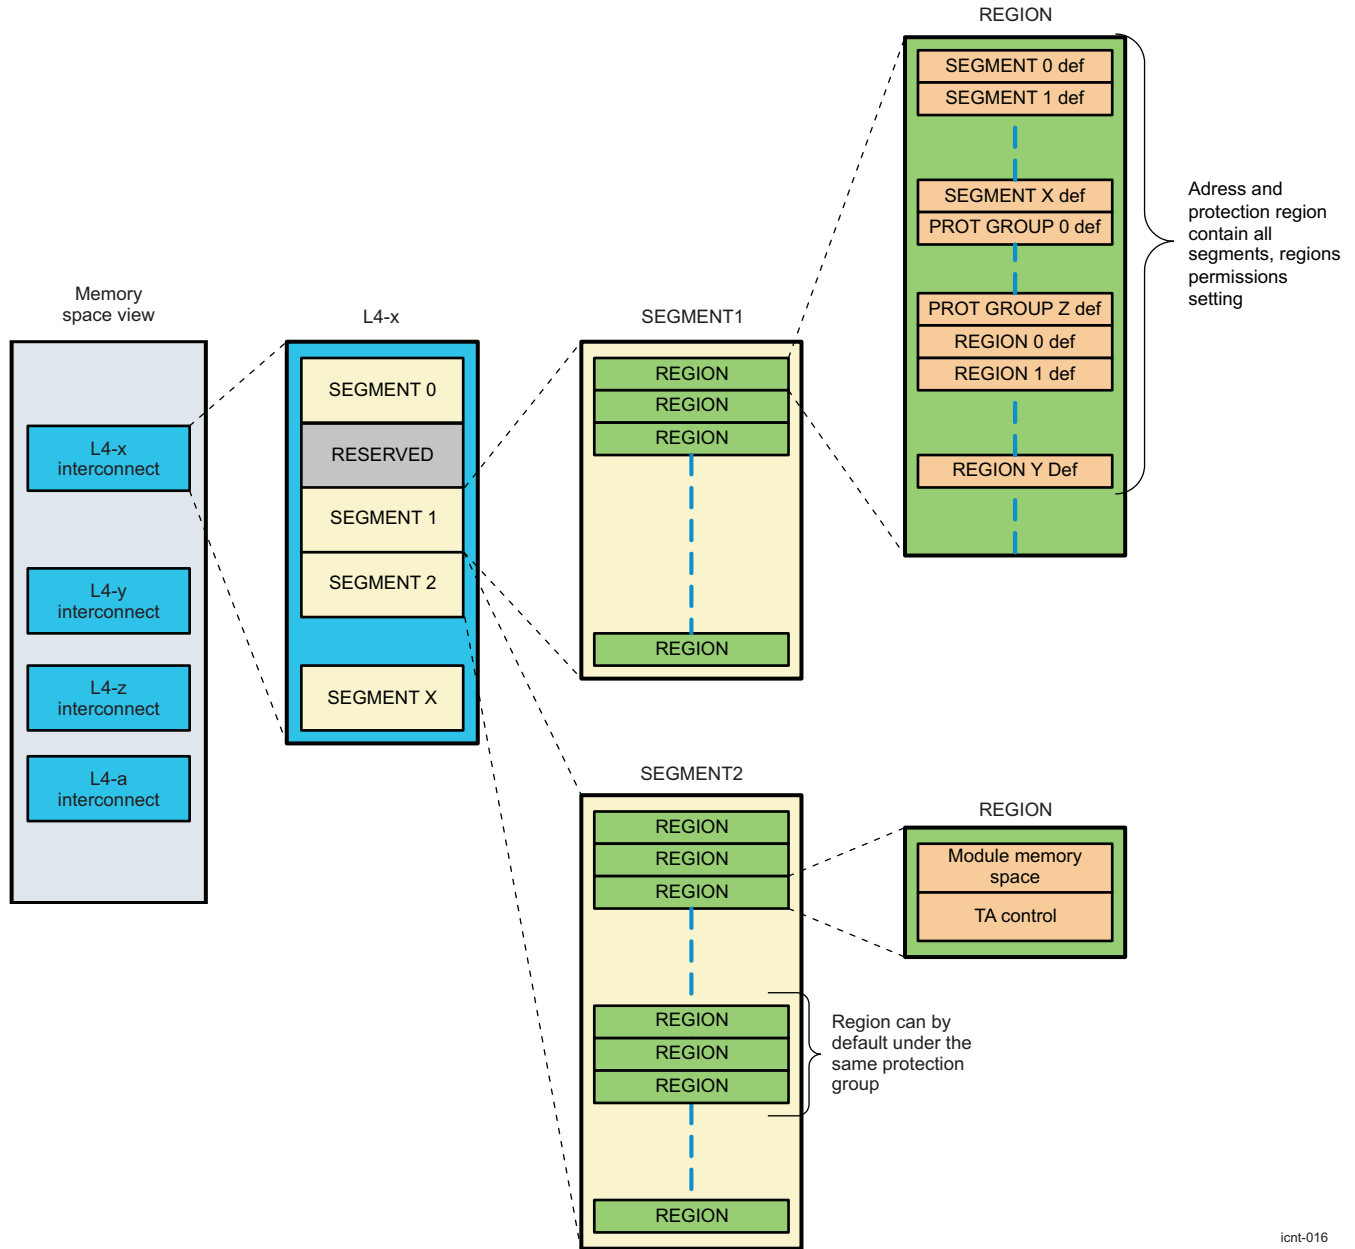 Memory
space view
L4-x
interconnect
L4-y
interconnect
L4-z
interconnect
L4-a
interconnect
L4-x
SEGMENT 0
RESERVED
SEGMENT 1
SEGMENT 2
SEGMENT X
SEGMENT1
REGION
REGION
REGION
REGION
REGION
SEGMENT 0 def
SEGMENT 1 def
SEGMENT X def
PROT GROUP 0 def
PROT GROUP Z def
REGION 0 def
REGION 1 def
REGION Y Def
Adress and
protection region
contain all
segments, regions
permissions
setting
SEGMENT2
REGION
REGION
REGION
REGION
REGION
REGION
REGION
Region can by
default under the
same protection
group
REGION
Module memory
space
TA control
icnt-016